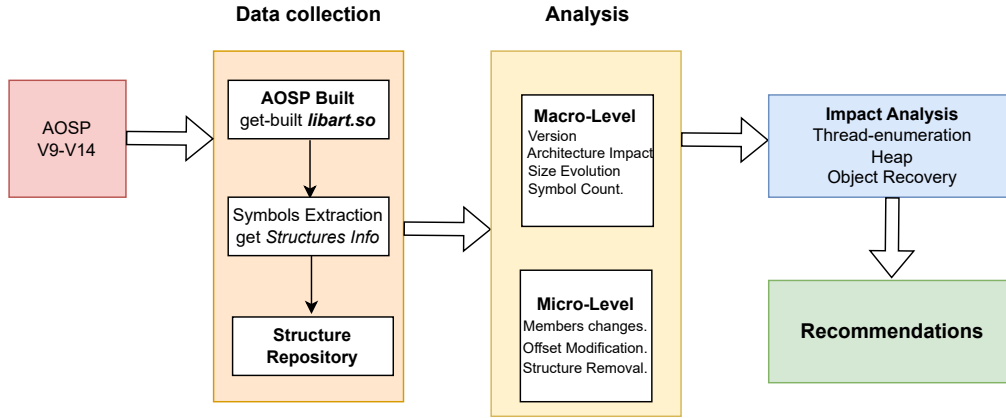 Data collection
Analysis
AOSP
V9-V14
AOSP Built
get-built libart.so
Symbols Extraction
get Structures Info
Structure
Repository
Macro-Level
Version
Architecture Impact
Size Evolution
Symbol Count.
Micro-Level
Members changes.
Offset Modification.
Structure Removal.
Impact Analysis
Thread-enumeration
Heap
Object Recovery
Recommendations